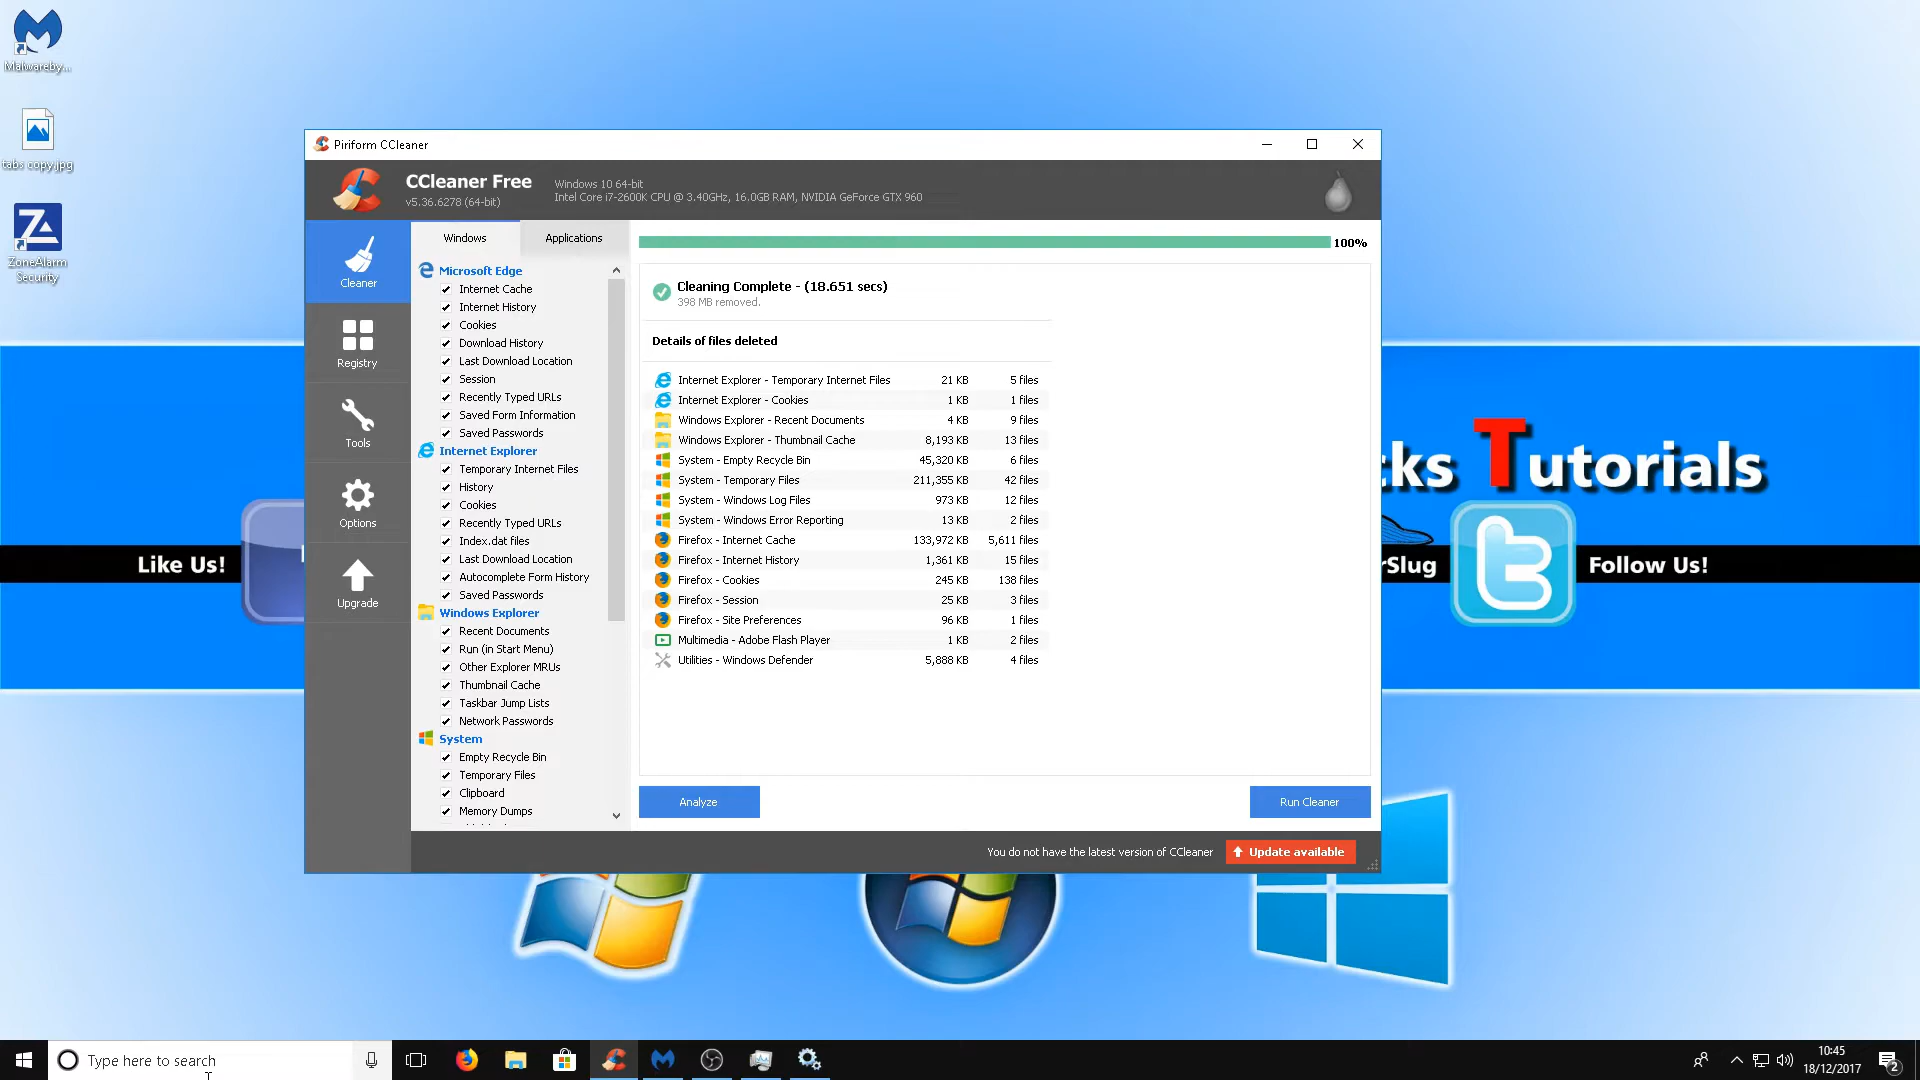 Malwareby...
tabs copy.jpg
ZoneAlarm
Security
Piriform CCleaner
CCleaner Free
v5.36.6278 (64-bit)
Windows 10 64-bit
Intel Core i7-2600K CPU @ 3.40GHz, 16.0GB RAM, NVIDIA GeForce GTX 960
Cleaner
Registry
Tools
Options
Upgrade
Windows
Applications
Microsoft Edge
Internet Cache
Internet History
Cookies
Download History
Last Download Location
Session
Recently Typed URLs
Saved Form Information
Saved Passwords
Internet Explorer
Temporary Internet Files
History
Cookies
Recently Typed URLs
Index.dat files
Last Download Location
Autocomplete Form History
Saved Passwords
Windows Explorer
Recent Documents
Run (in Start Menu)
Other Explorer MRUs
Thumbnail Cache
Taskbar Jump Lists
Network Passwords
System
Empty Recycle Bin
Temporary Files
Clipboard
Memory Dumps
100%
Cleaning Complete - (18.651 secs)
398 MB removed.
Details of files deleted
Internet Explorer - Temporary Internet Files 21 KB 5 files
Internet Explorer - Cookies 1 KB 1 files
Windows Explorer - Recent Documents 4 KB 9 files
Windows Explorer - Thumbnail Cache 8,193 KB 13 files
System - Empty Recycle Bin 45,320 KB 6 files
System - Temporary Files 211,355 KB 42 files
System - Windows Log Files 973 KB 12 files
System - Windows Error Reporting 13 KB 2 files
Firefox - Internet Cache 133,972 KB 5,611 files
Firefox - Internet History 1,361 KB 15 files
Firefox - Cookies 245 KB 138 files
Firefox - Session 25 KB 3 files
Firefox - Site Preferences 96 KB 1 files
Multimedia - Adobe Flash Player 1 KB 2 files
Utilities - Windows Defender 5,888 KB 4 files
Analyze
Run Cleaner
You do not have the latest version of CCleaner
Update available
cks Tutorials
Like Us!
rSlug
Follow Us!
Type here to search
10:45
18/12/2017
2